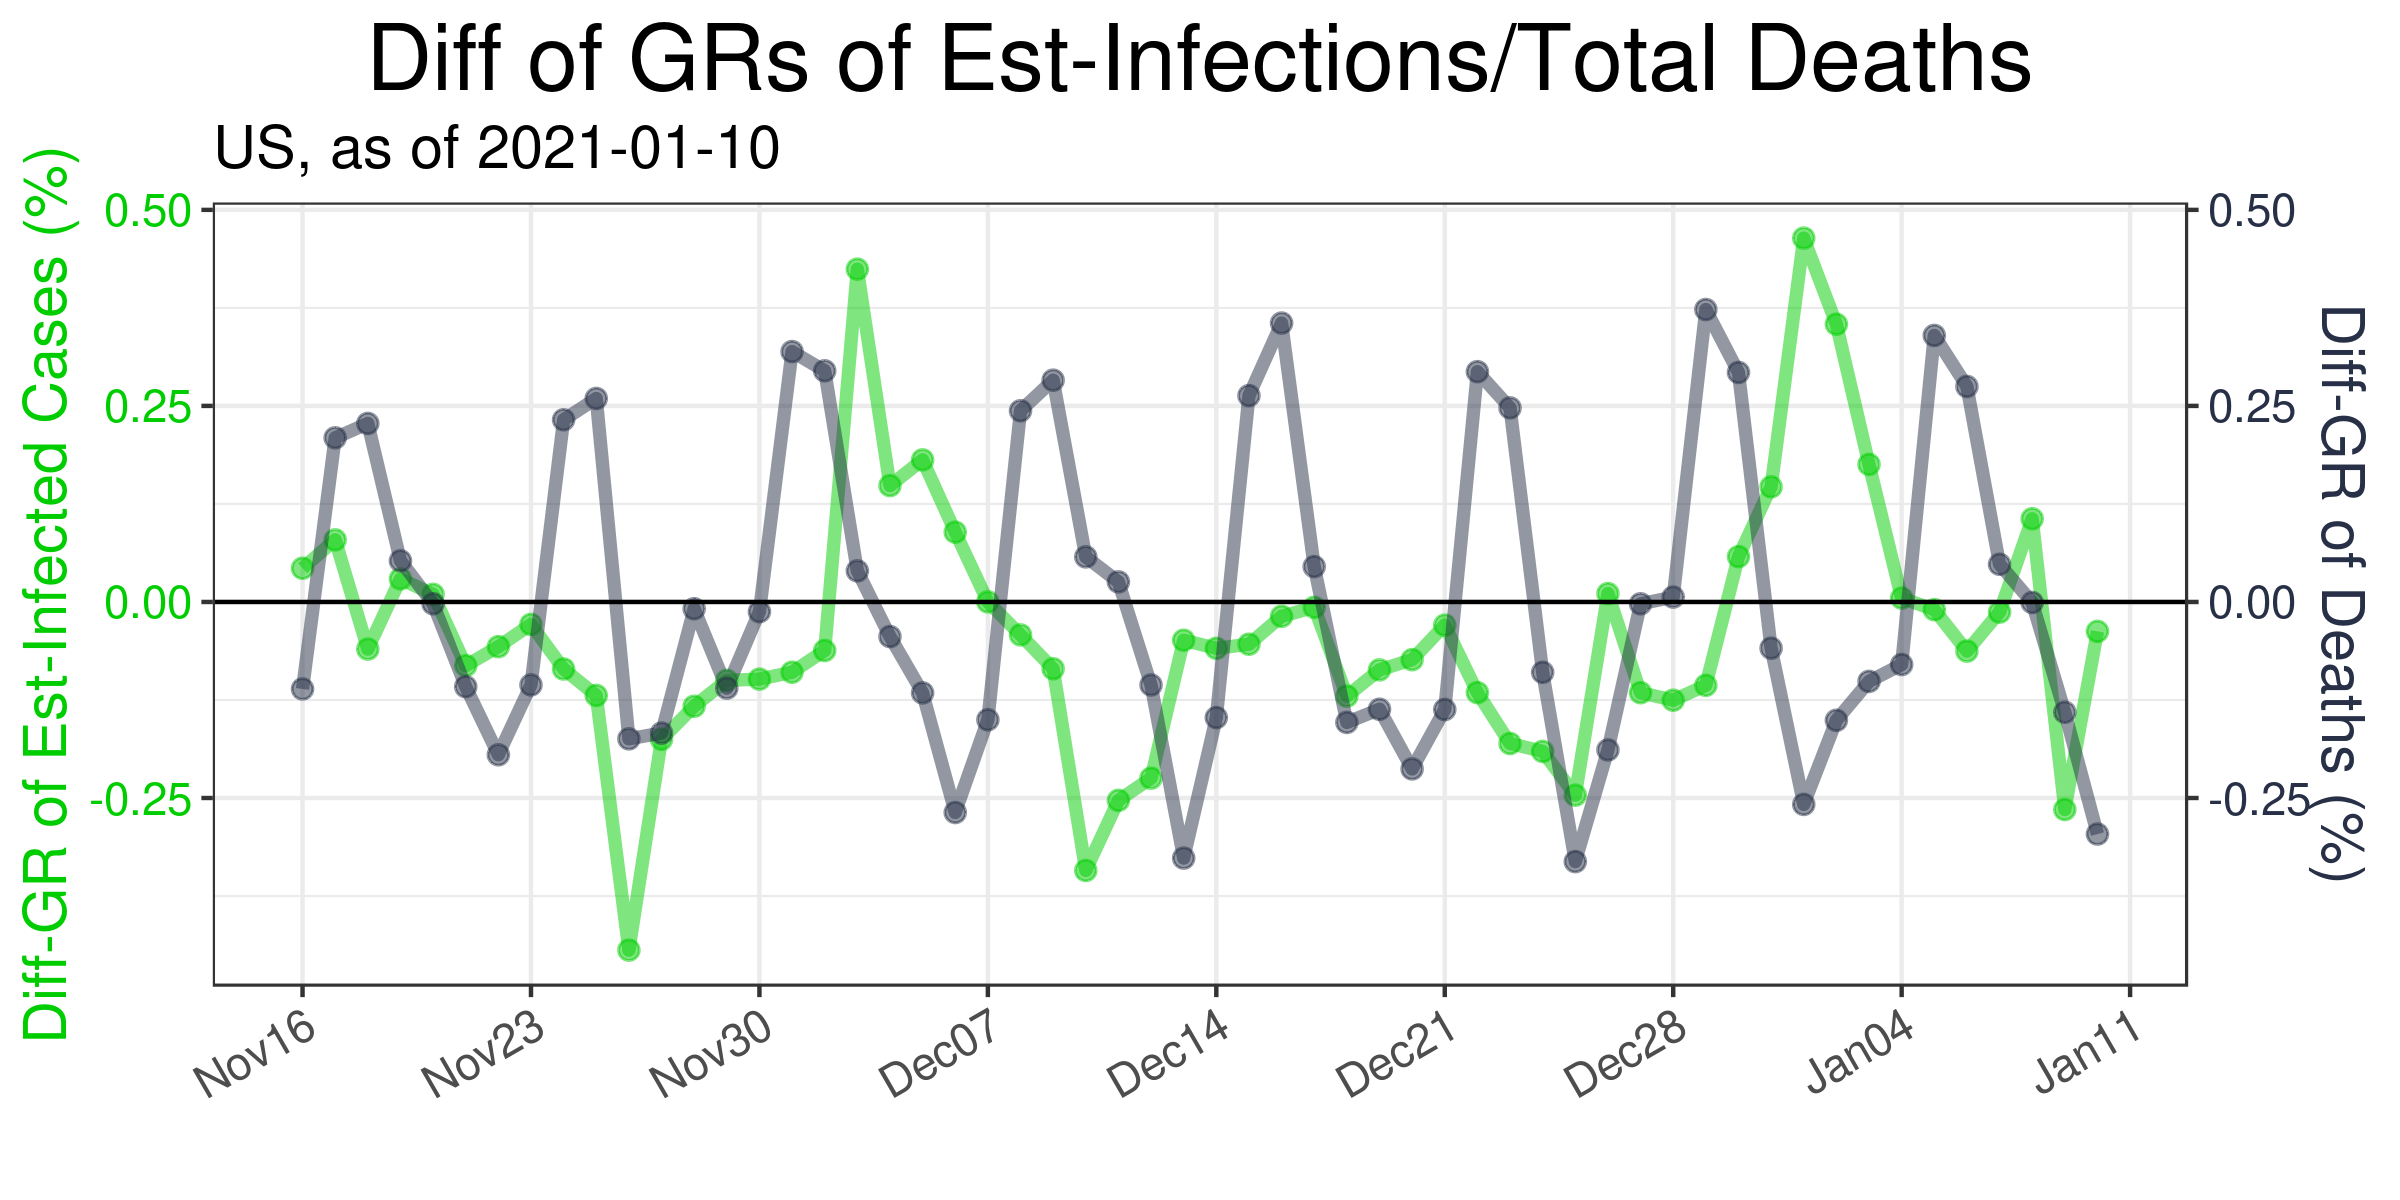 Diff of GRs of Est-Infections/Total Deaths
US, as of 2021-01-10
Diff-GR of Est-Infected Cases (%)
0.50
0.25
0.00
-0.25
0.50
0.25
0.00
-0.25
Diff-GR of Deaths (%)
Nov16
Nov23
Nov30
Dec07
Dec14
Dec21
Dec28
Jan04
Jan11